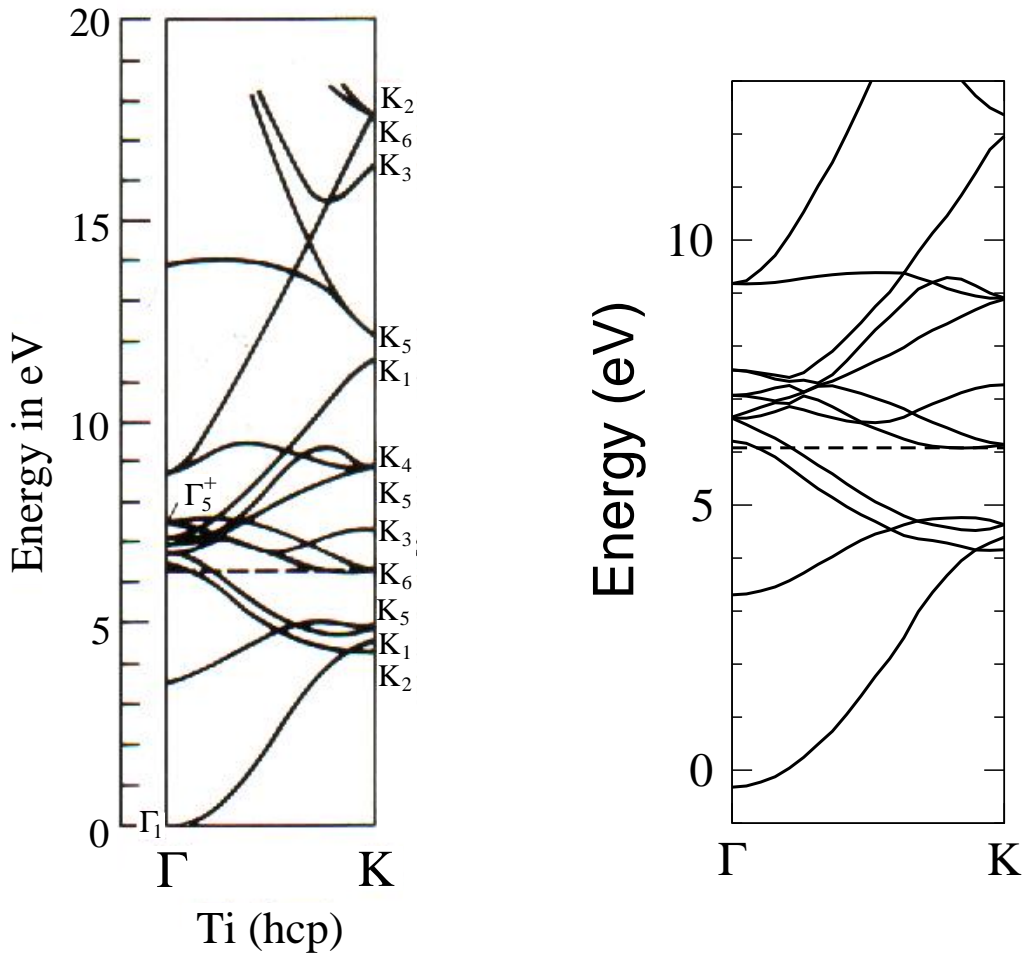 20
15
10
5
0
Energy in eV
K2
K6
K3
K5
K1
K4
K5
K3
K6
K5
K1
K2
Γ5+
Γ1
Γ K
Ti (hcp)
10
5
0
Energy (eV)
Γ K